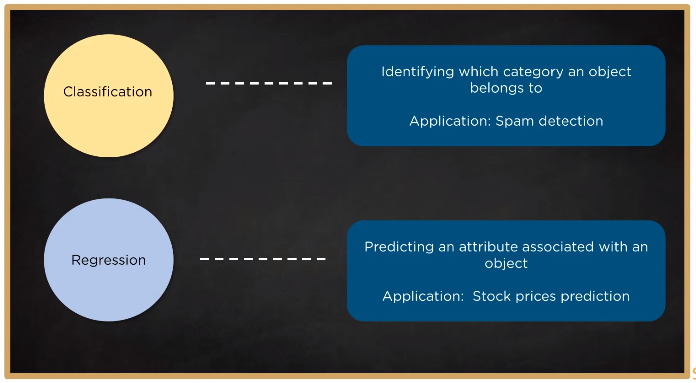 Classification
Identifying which category an object
belongs to
Application: Spam detection
Regression
Predicting an attribute associated with an
object
Application: Stock prices prediction